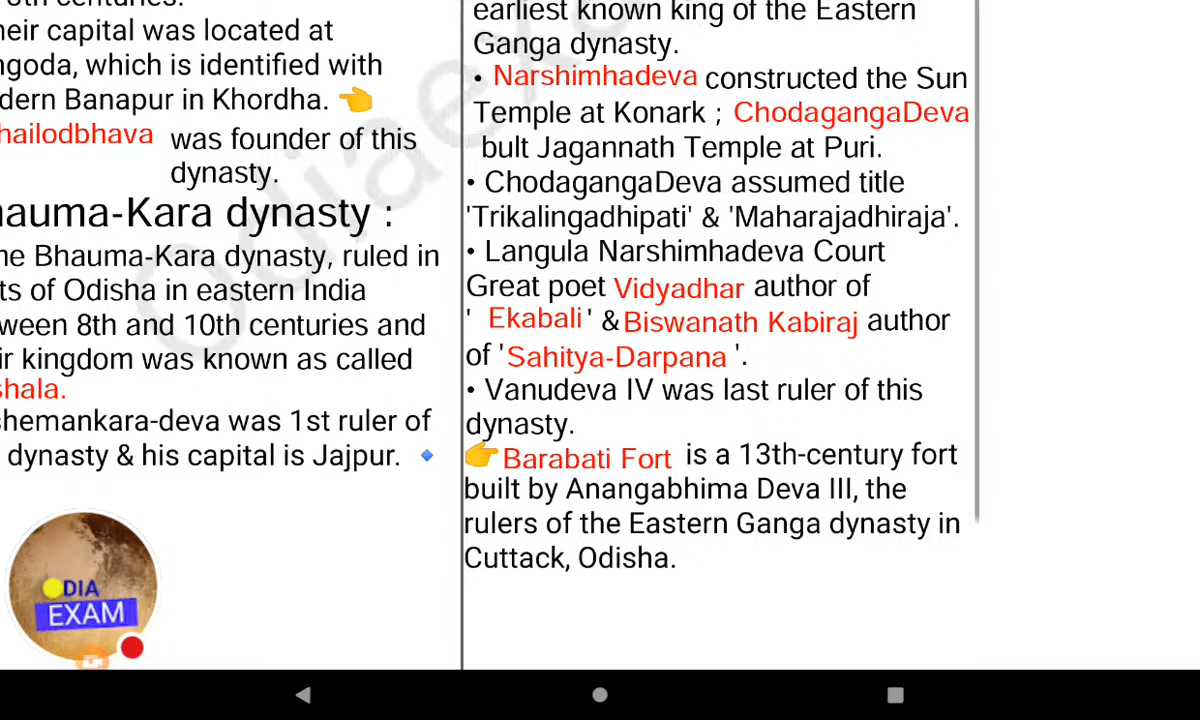 6th centuries.
heir capital was located at
ngoda, which is identified with
dern Banapur in Khordha. 👈
hailodbhava was founder of this
dynasty.
hauma-Kara dynasty :
he Bhauma-Kara dynasty, ruled in
ts of Odisha in eastern India
ween 8th and 10th centuries and
ir kingdom was known as called
shala.
shemankara-deva was 1st ruler of
dynasty & his capital is Jajpur. 🔹
ODIA
EXAM
earliest known king of the Eastern
Ganga dynasty.
• Narshimhadeva constructed the Sun
Temple at Konark ; ChodagangaDeva
bult Jagannath Temple at Puri.
• ChodagangaDeva assumed title
'Trikalingadhipati' & 'Maharajadhiraja'.
• Langula Narshimhadeva Court
Great poet Vidyadhar author of
' Ekabali ' & Biswanath Kabiraj author
of ' Sahitya-Darpana '.
• Vanudeva IV was last ruler of this
dynasty.
👉 Barabati Fort is a 13th-century fort
built by Anangabhima Deva III, the
rulers of the Eastern Ganga dynasty in
Cuttack, Odisha.
Odiaexa